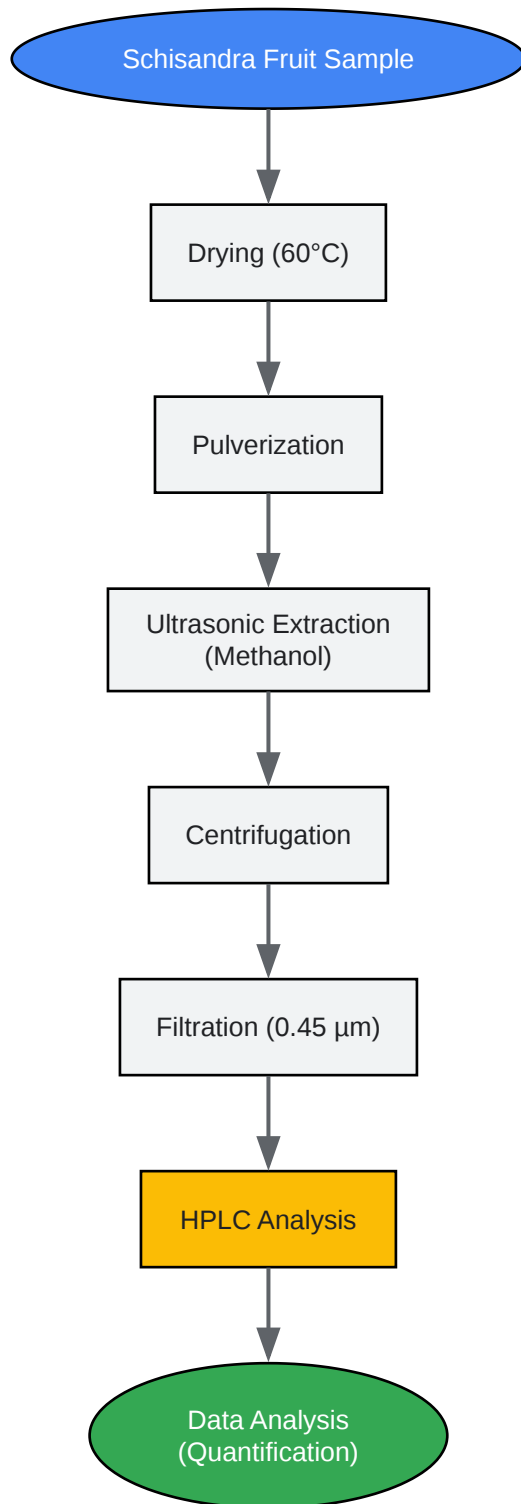 Schisandra Fruit Sample
Drying (60°C)
Pulverization
Ultrasonic Extraction
(Methanol)
Centrifugation
Filtration (0.45 µm)
HPLC Analysis
Data Analysis
(Quantification)